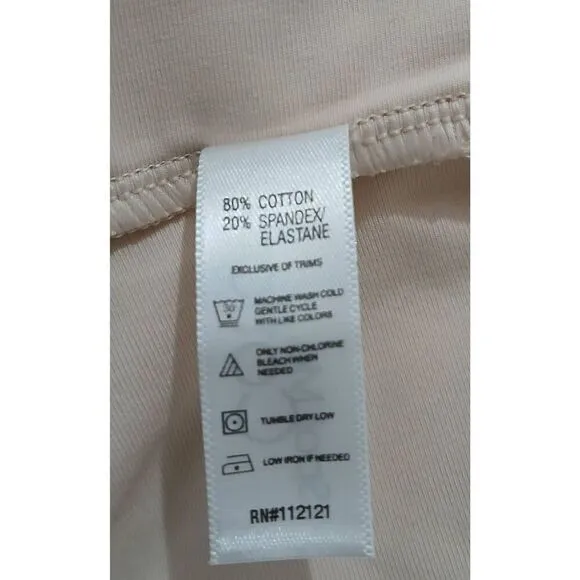 80% COTTON
20% SPANDEX/
ELASTANE
EXCLUSIVE OF TRIMS
30
MACHINE WASH COLD
GENTLE CYCLE
WITH LIKE COLORS
ONLY NON-CHLORINE
BLEACH WHEN
NEEDED
TUMBLE DRY LOW
LOW IRON IF NEEDED
RN#112121